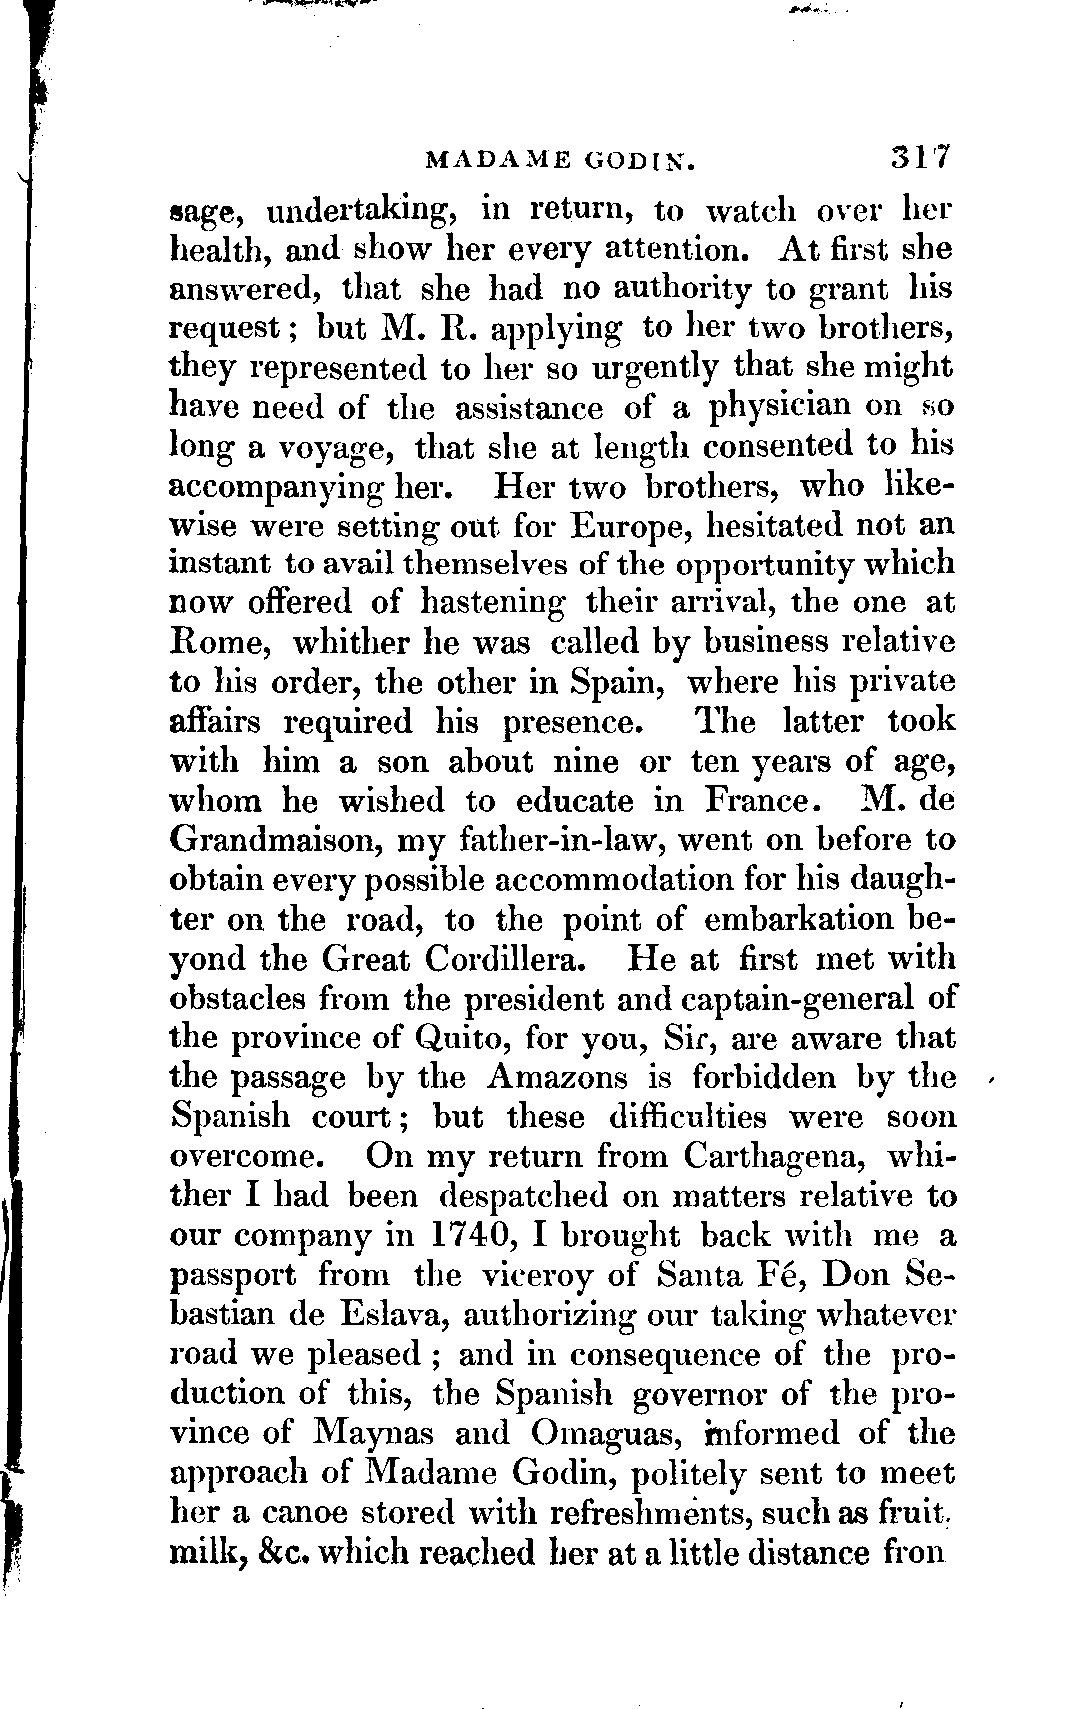 MADAME GODIN. 317
sage, undertaking, in return, to watch over her
health, and show her every attention. At first she
answered, that she had no authority to grant his
request; but M. R. applying to her two brothers,
they represented to her so urgently that she might
have need of the assistance of a physician on so
long a voyage, that she at length consented to his
accompanying her. Her two brothers, who like-
wise were setting out for Europe, hesitated not an
instant to avail themselves of the opportunity which
now offered of hastening their arrival, the one at
Rome, whither he was called by business relative
to his order, the other in Spain, where his private
affairs required his presence. The latter took
with him a son about nine or ten years of age,
whom he wished to educate in France. M. de
Grandmaison, my father-in-law, went on before to
obtain every possible accommodation for his daugh-
ter on the road, to the point of embarkation be-
yond the Great Cordillera. He at first met with
obstacles from the president and captain-general of
the province of Quito, for you, Sir, are aware that
the passage by the Amazons is forbidden by the
Spanish court; but these difficulties were soon
overcome. On my return from Carthagena, whi-
ther I had been despatched on matters relative to
our company in 1740, I brought back with me a
passport from the viceroy of Santa Fé, Don Se-
bastian de Eslava, authorizing our taking whatever
road we pleased; and in consequence of the pro-
duction of this, the Spanish governor of the pro-
vince of Maynas and Omaguas, informed of the
approach of Madame Godin, politely sent to meet
her a canoe stored with refreshments, such as fruit,
milk, &c. which reached her at a little distance fron